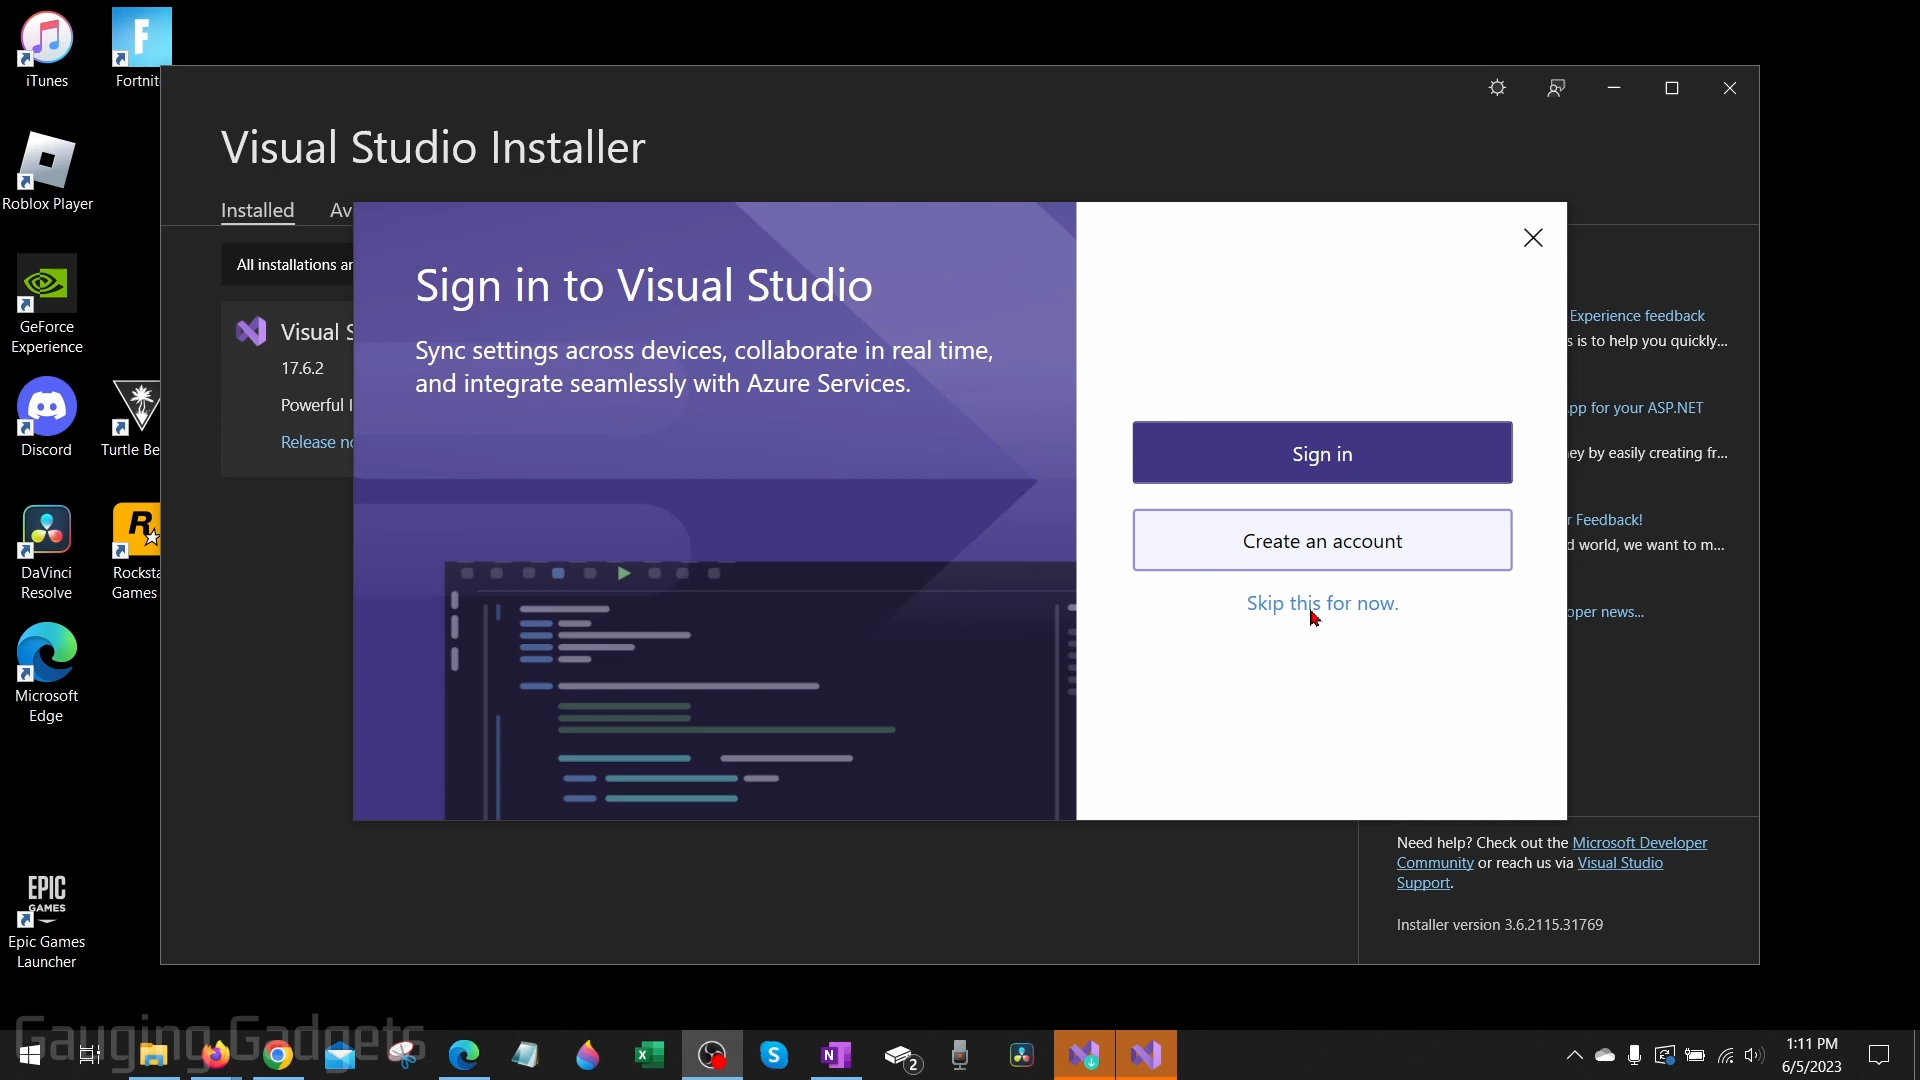 iTunes
Fortnit
Roblox Player
GeForce
Experience
Discord
Turtle Be
DaVinci
Resolve
Rocksta
Games
Microsoft
Edge
EPIC
GAMES
Epic Games
Launcher
Visual Studio Installer
Installed
Av
All installations ar
Visual S
17.6.2
Powerful I
Release no
Sign in to Visual Studio
Sync settings across devices, collaborate in real time,
and integrate seamlessly with Azure Services.
Sign in
Create an account
Skip this for now.
Experience feedback
s is to help you quickly...
pp for your ASP.NET
ey by easily creating fr...
r Feedback!
d world, we want to m...
oper news...
Need help? Check out the Microsoft Developer
Community or reach us via Visual Studio
Support.
Installer version 3.6.2115.31769
Gauging Gadgets
2
1:11 PM
6/5/2023